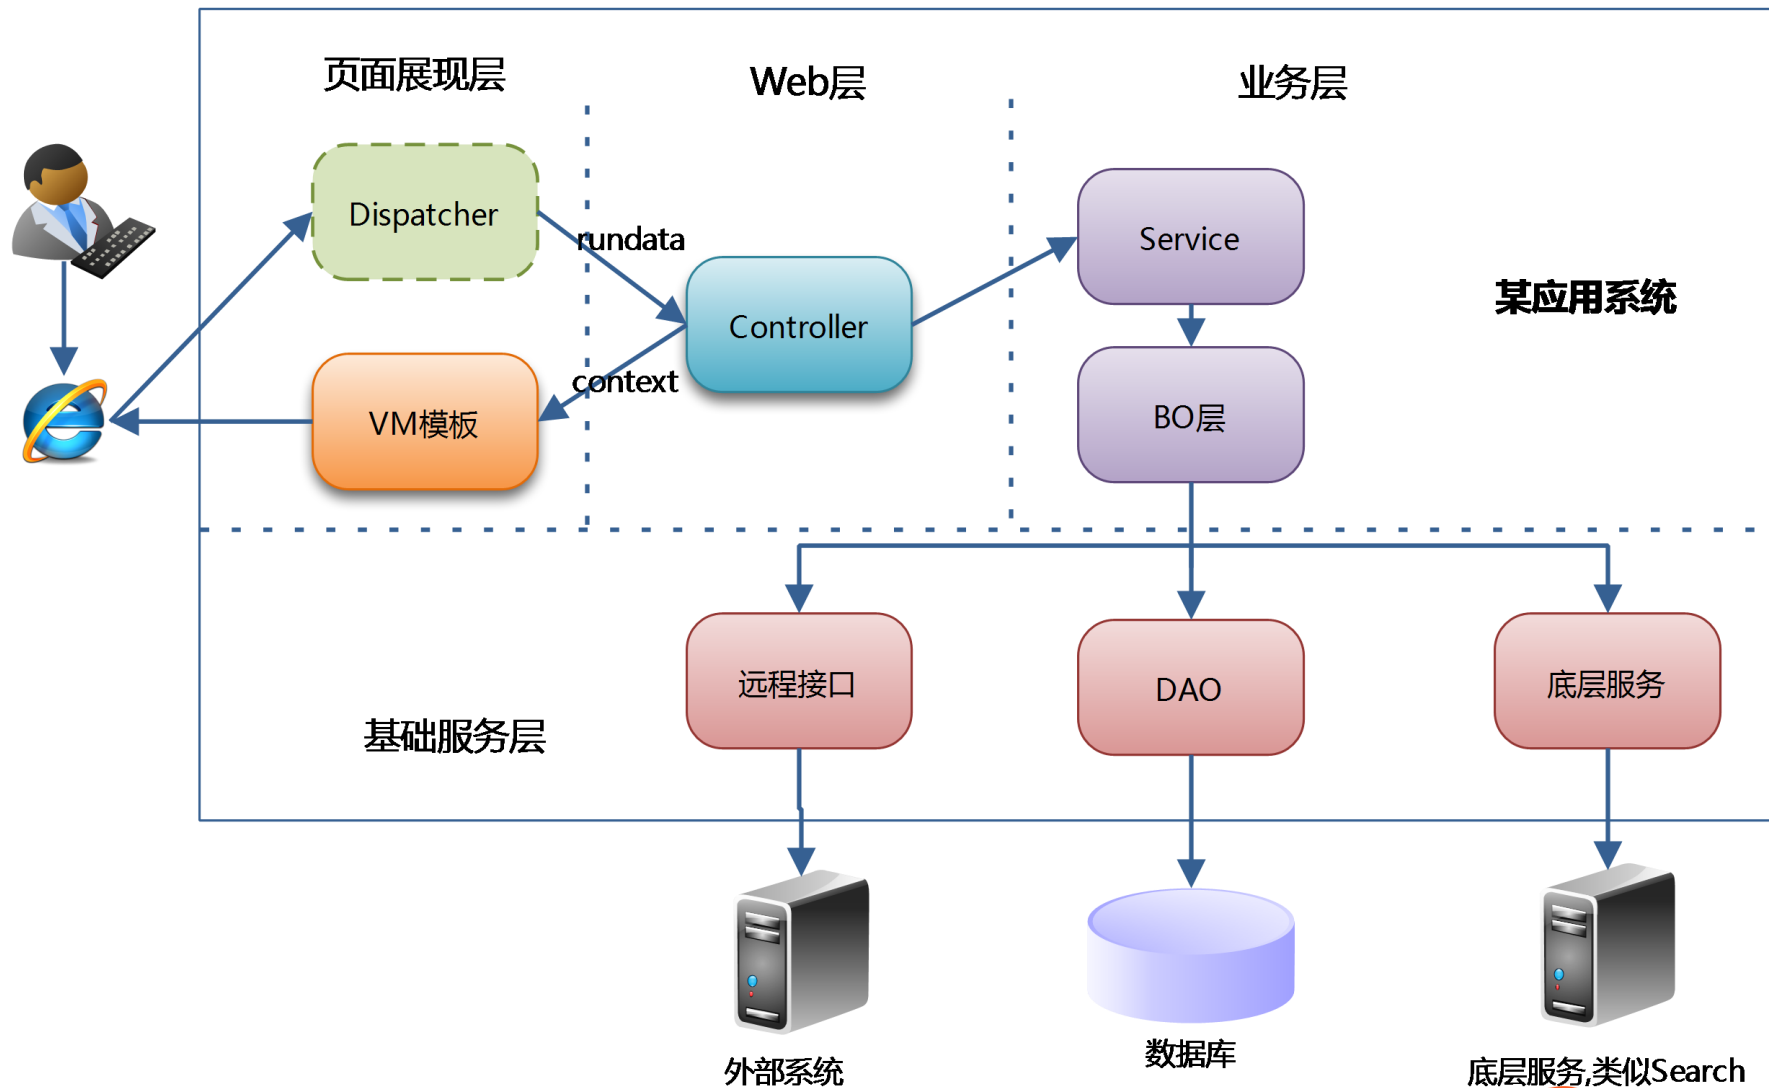 页面展现层
Web层
业务层
Dispatcher
rundata
Service
某应用系统
Controller
context
VM模板
BO层
远程接口
DAO
底层服务
基础服务层
外部系统
数据库
底层服务,类似Search